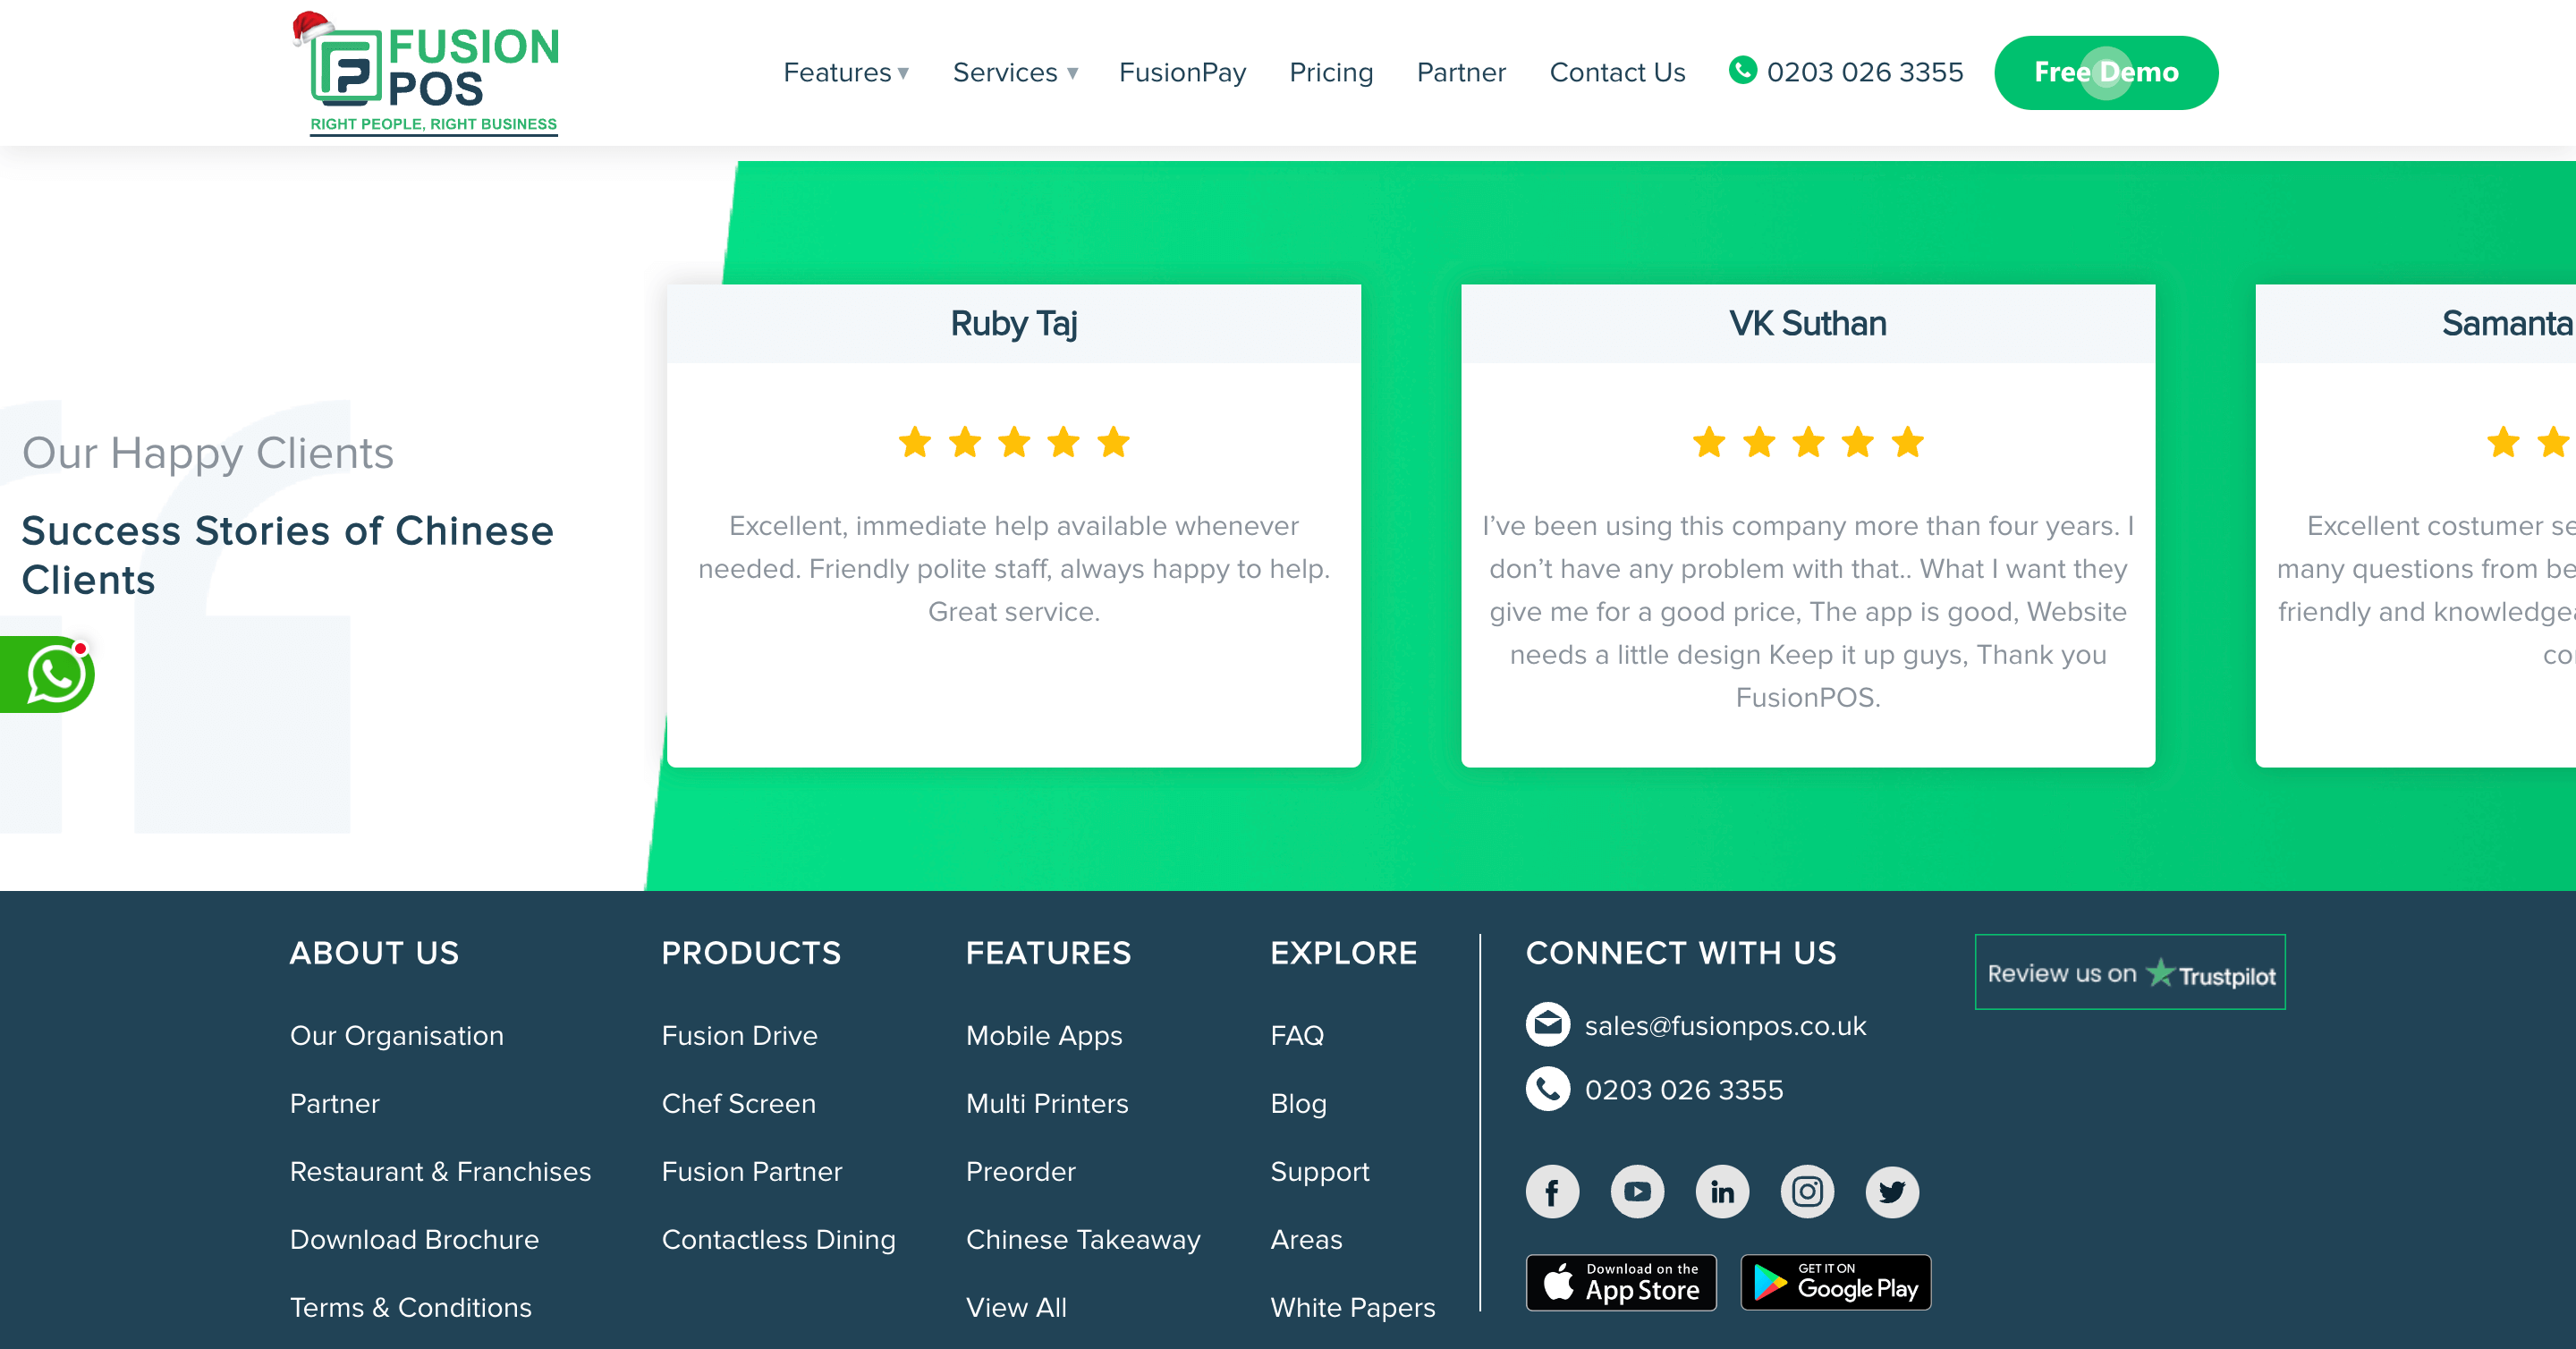 FUSION
POS
RIGHT PEOPLE, RIGHT BUSINESS
Features
Services
FusionPay
Pricing
Partner
Contact Us
0203 026 3355
Free Demo
Our Happy Clients
Success Stories of Chinese
Clients
Ruby Taj
Excellent, immediate help available whenever
needed. Friendly polite staff, always happy to help.
Great service.
VK Suthan
I've been using this company more than four years. I
don't have any problem with that.. What I want they
give me for a good price, The app is good, Website
needs a little design Keep it up guys, Thank you
FusionPOS.
Samanta
Excellent costumer
many questions from
friendly and
ABOUT US
Our Organisation
Partner
Restaurant & Franchises
Download Brochure
Terms & Conditions
PRODUCTS
Fusion Drive
Chef Screen
Fusion Partner
Contactless Dining
FEATURES
Mobile Apps
Multi Printers
Preorder
Chinese Takeaway
View All
EXPLORE
FAQ
Blog
Support
Areas
White Papers
CONNECT WITH US
sales@fusionpos.co.uk
0203 026 3355
Download on the
App Store
GET IT ON
Google Play
Review us on Trustpilot